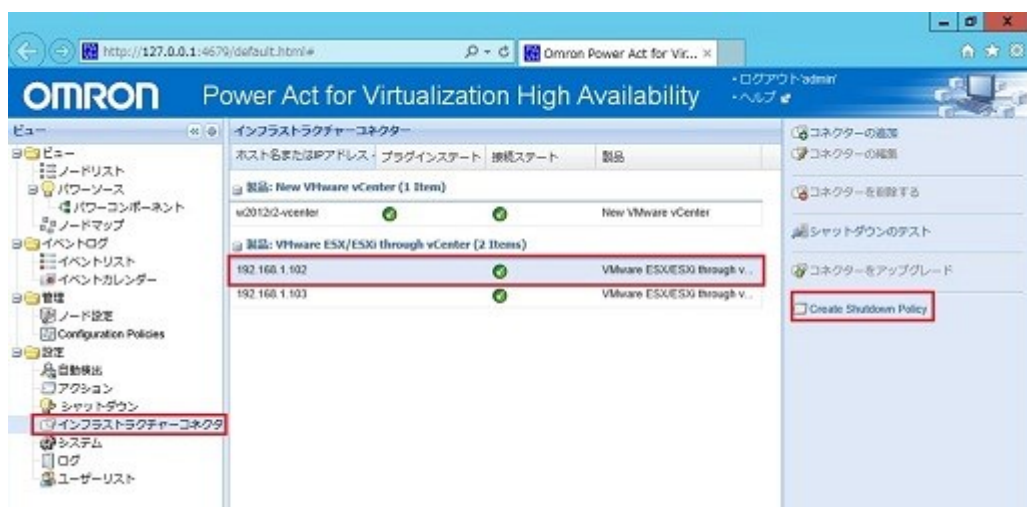 http://127.0.0.1:4679/default.html#
Omron Power Act for Vir...
OMRON
Power Act for Virtualization High Availability
・ログアウト'admin'
・ヘルプ
ビュー
インフラストラクチャーコネクター
コネクターの追加
ホスト名またはIPアドレス
プラグインステート
接続ステート
製品
コネクターの編集
ビュー
ノードリスト
パワーソース
パワーコンポーネント
ノードマップ
製品: New VMware vCenter (1 Item)
コネクターを削除する
w2012r2-vcenter
New VMware vCenter
イベントログ
イベントリスト
イベントカレンダー
製品: VMware ESX/ESXi through vCenter (2 Items)
シャットダウンのテスト
192.168.1.102
VMware ESX/ESXi through v...
コネクターをアップグレード
192.168.1.103
VMware ESX/ESXi through v...
Create Shutdown Policy
管理
ノード設定
Configuration Policies
設定
自動検出
アクション
シャットダウン
インフラストラクチャーコネクタ
システム
ログ
ユーザーリスト